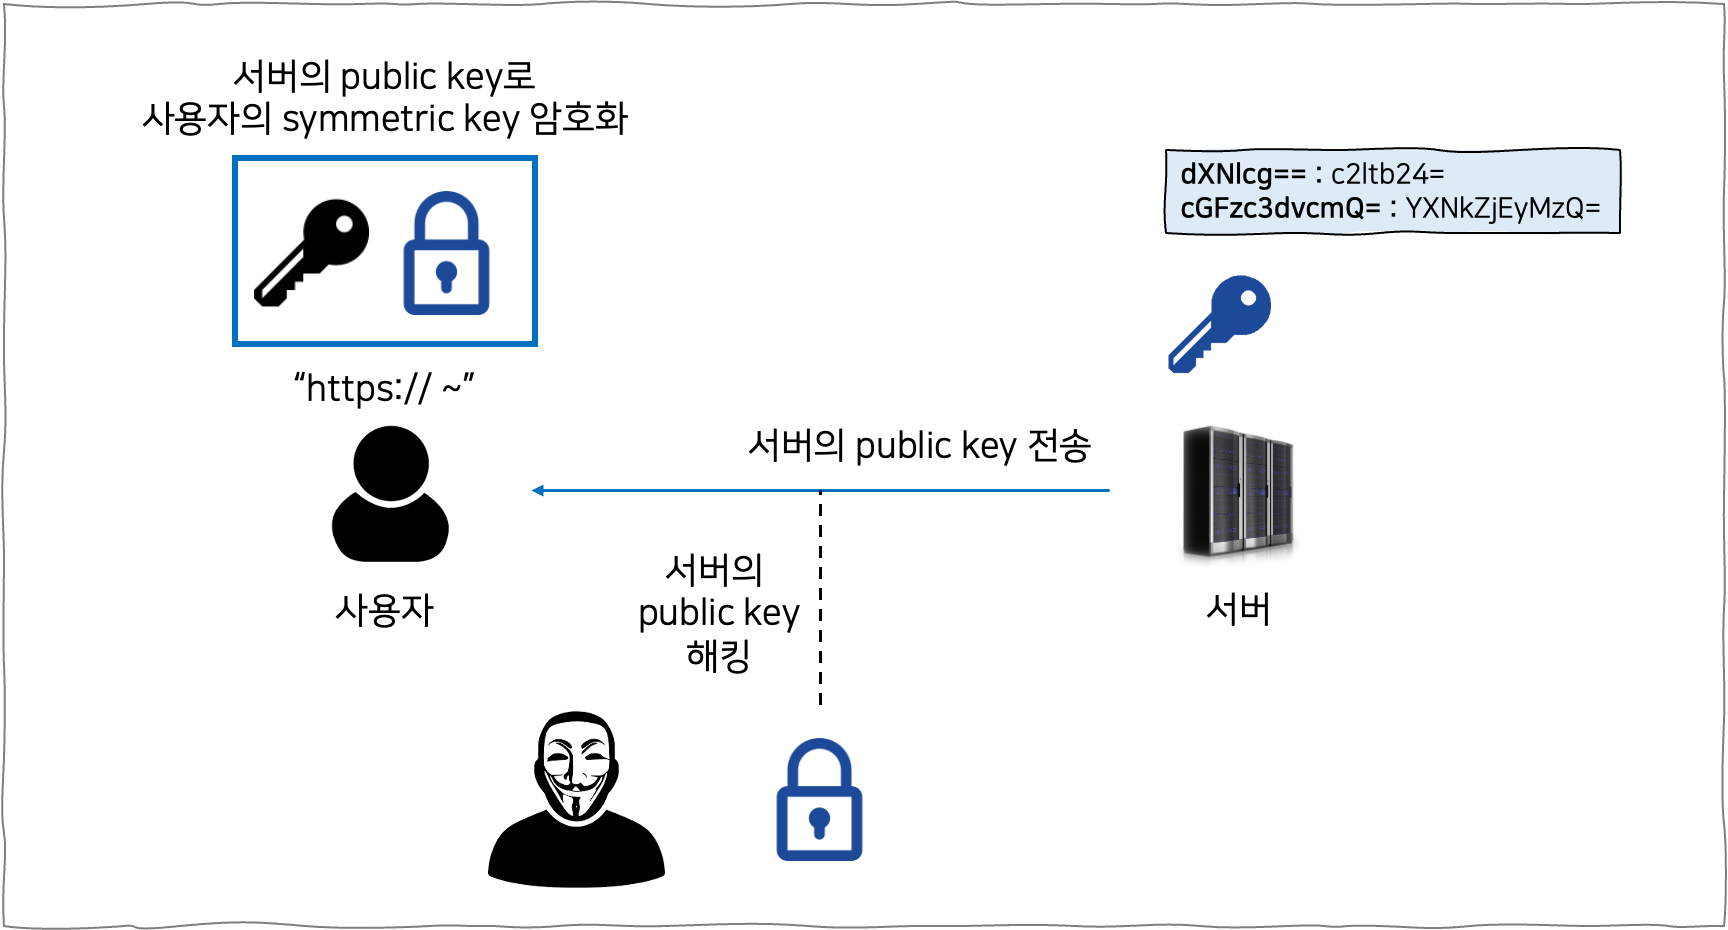 서버의 public key로
사용자의 symmetric key 암호화
dXNlcg== : c2ltb24=
cGFzc3dvcmQ= : YXNkZjEyMzQ=
“https:// ~”
서버의 public key 전송
서버의
public key
해킹
사용자
서버